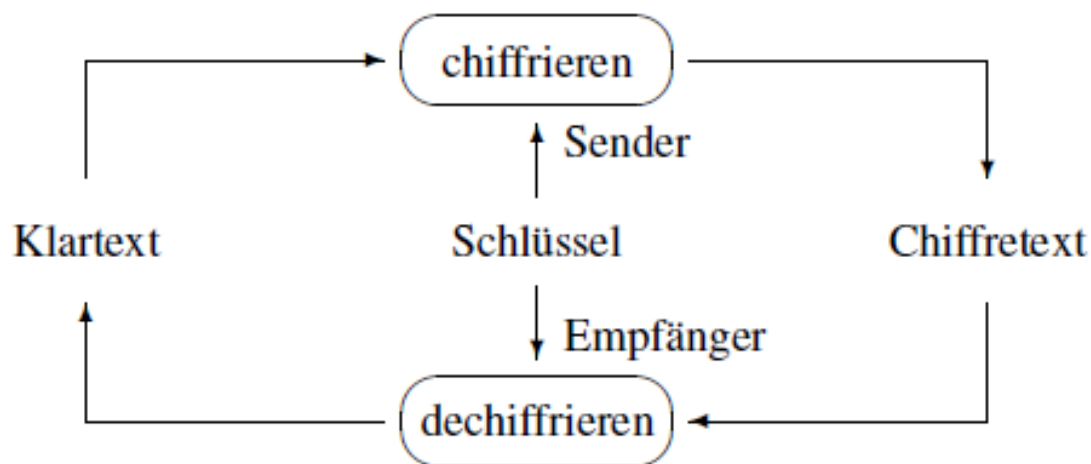 chiffrieren
Sender
Klartext
Schlüssel
Chiffretext
Empfänger
dechiffrieren